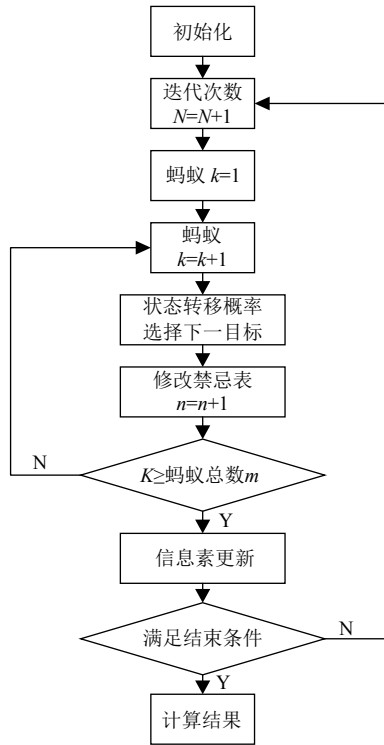 初始化
迭代次数
N=N+1
蚂蚁 k=1
蚂蚁
k=k+1
状态转移概率
选择下一目标
修改禁忌表
n=n+1
N
K≥蚂蚁总数m
Y
信息素更新
满足结束条件
N
Y
计算结果